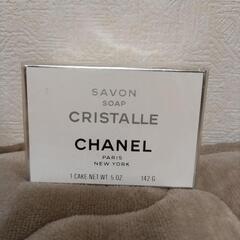 SAVON
SOAP
CRISTALLE
CHANEL
PARIS
NEW YORK
1 CAKE-NET WT. 5 OZ. 142 G